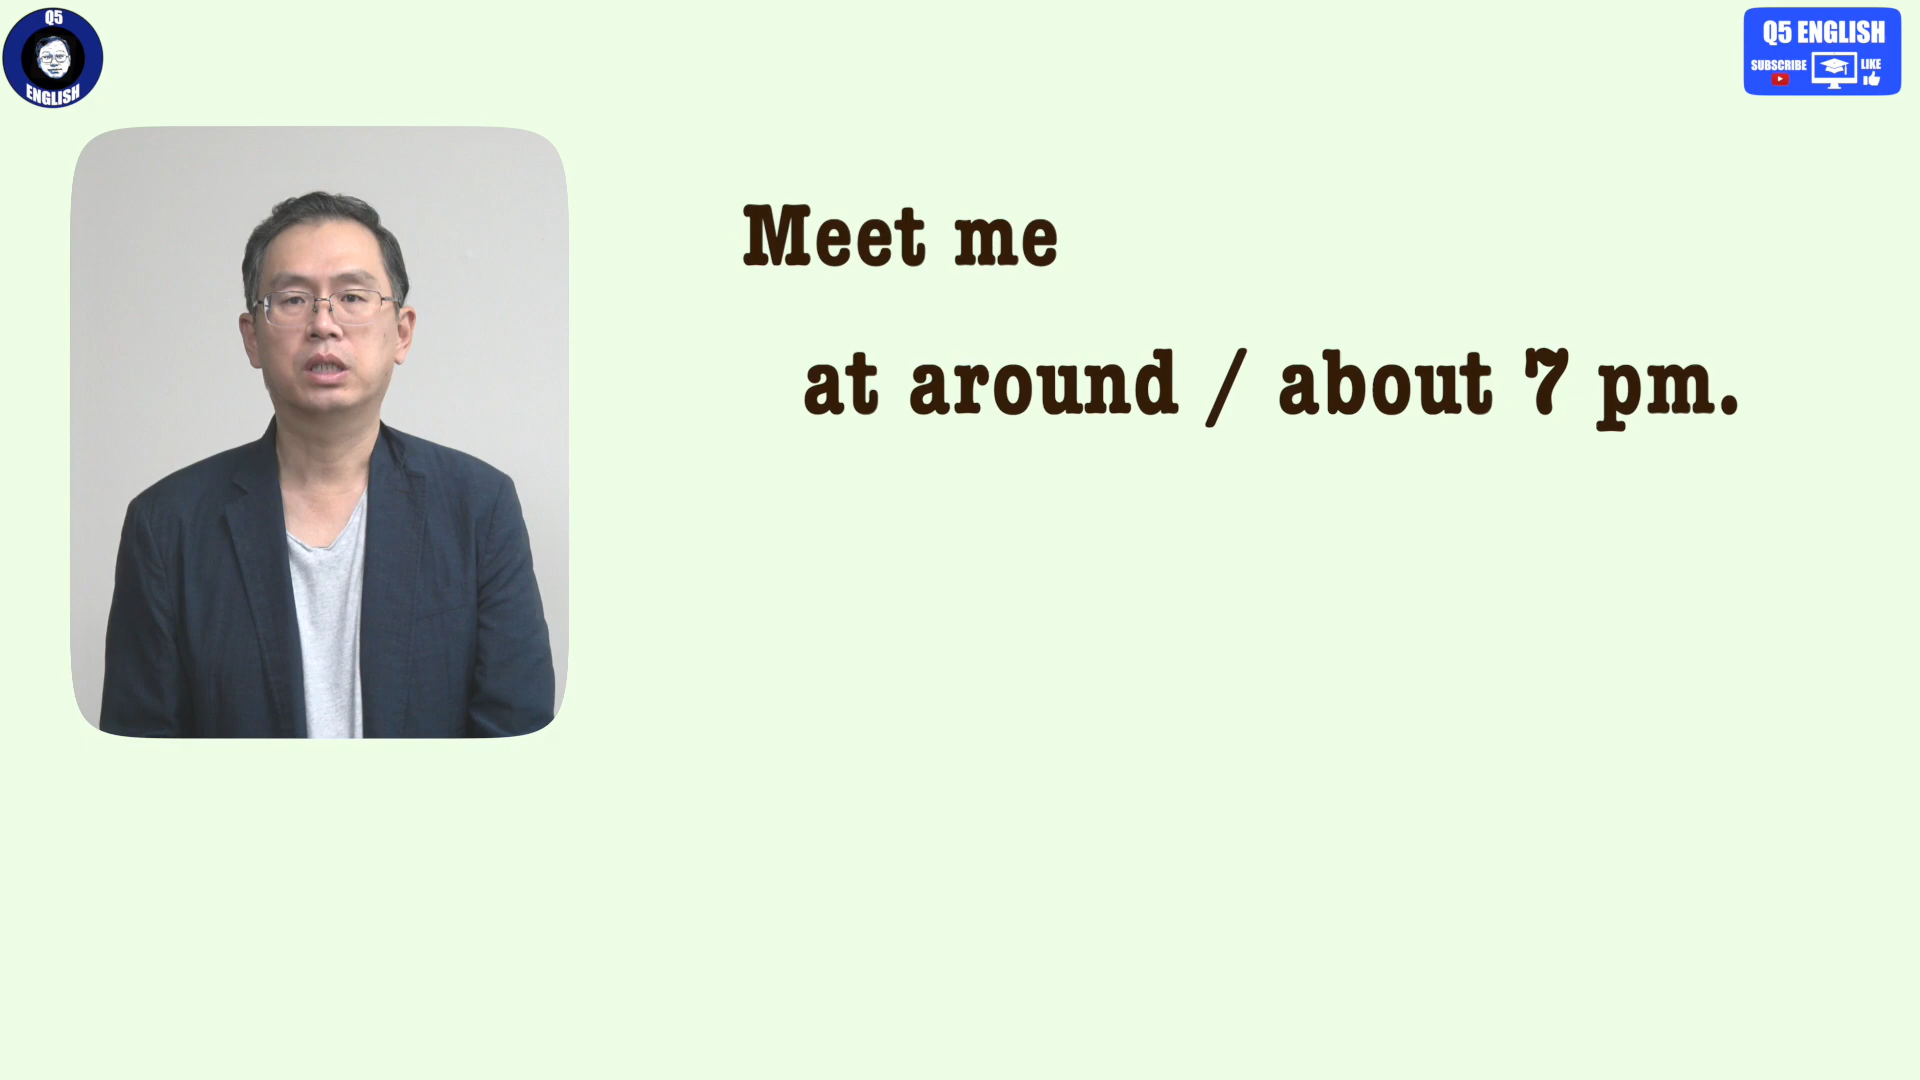 Q5
ENGLISH
Q5 ENGLISH
SUBSCRIBE
LIKE
Meet me
at around / about 7 pm.